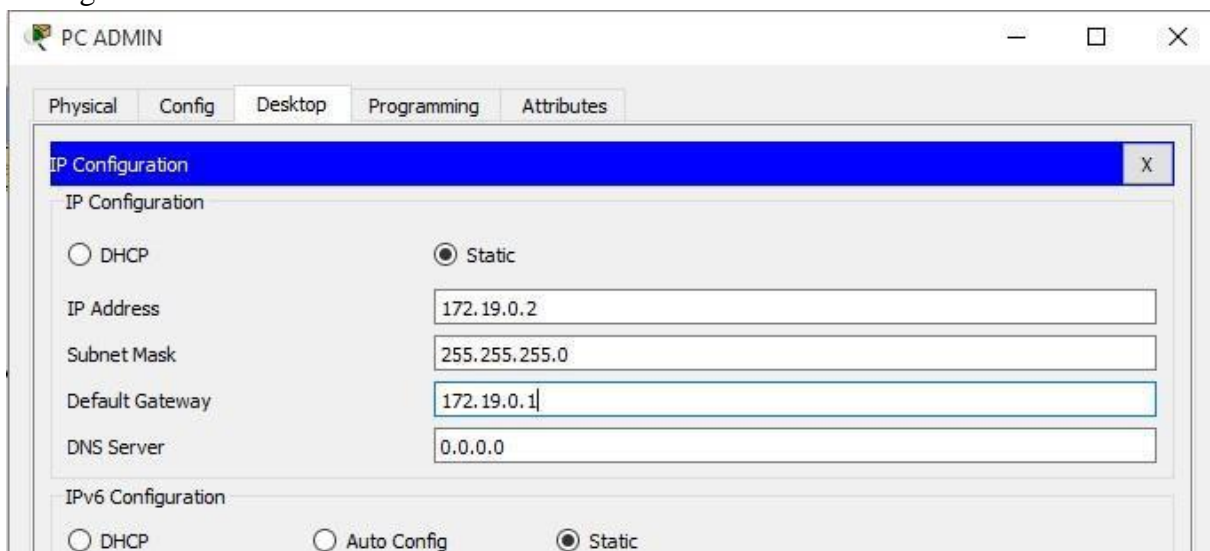 PC ADMIN
Physical Config Desktop Programming Attributes
IP Configuration X
IP Configuration
DHCP Static
IP Address 172.19.0.2
Subnet Mask 255.255.255.0
Default Gateway 172.19.0.1
DNS Server 0.0.0.0
IPv6 Configuration
DHCP Auto Config Static